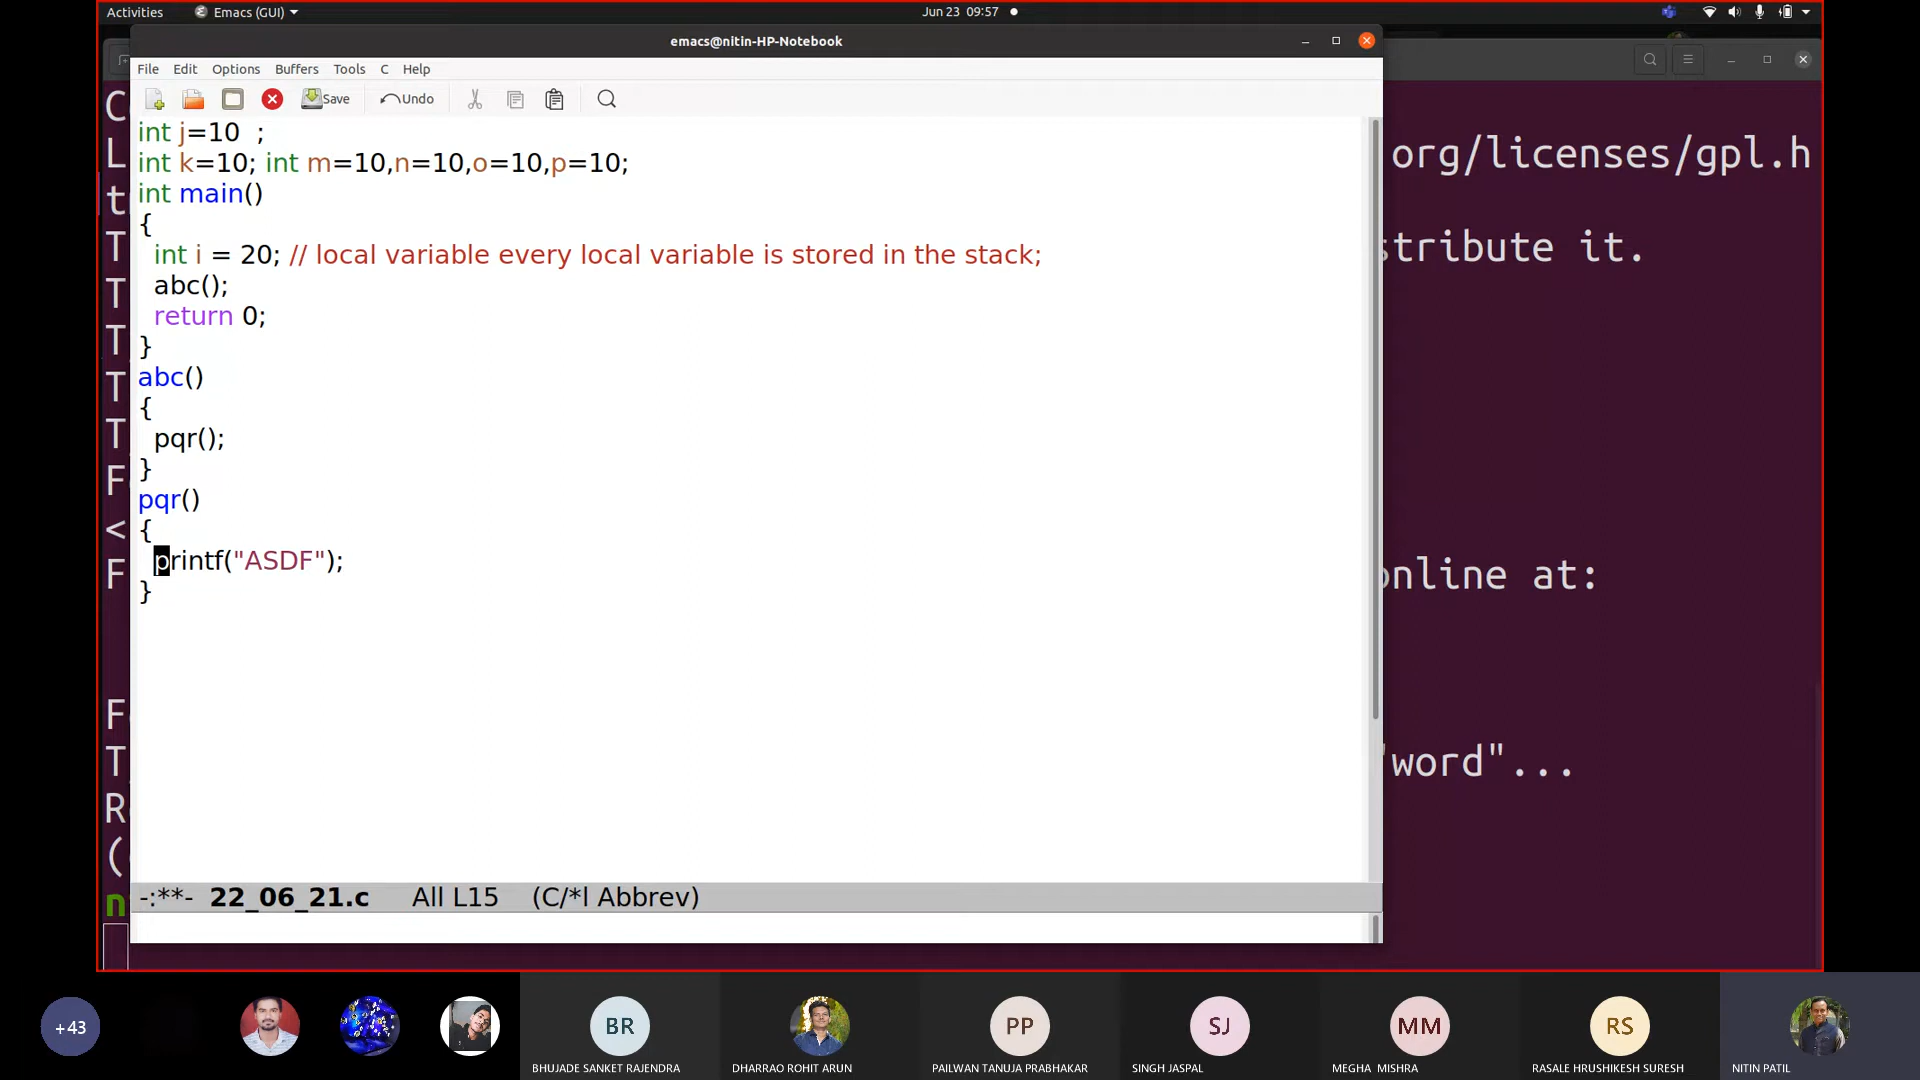 Activities Emacs (GUI) Jun 23 09:57
emacs@nitin-HP-Notebook
File Edit Options Buffers Tools C Help
Save Undo
int j=10 ;
int k=10; int m=10,n=10,o=10,p=10;
int main()
{
int i = 20; // local variable every local variable is stored in the stack;
abc();
return 0;
}
abc()
{
pqr();
}
pqr()
{
printf("ASDF");
}
-:**- 22_06_21.c All L15 (C/*l Abbrev)
org/licenses/gpl.h
stribute it.
online at:
"word"...
+43
BR PP SJ MM RS
BHUJADE SANKET RAJENDRA DHARRAO ROHIT ARUN PAILWAN TANUJA PRABHAKAR SINGH JASPAL MEGHA MISHRA RASALE HRUSHIKESH SURESH NITIN PATIL